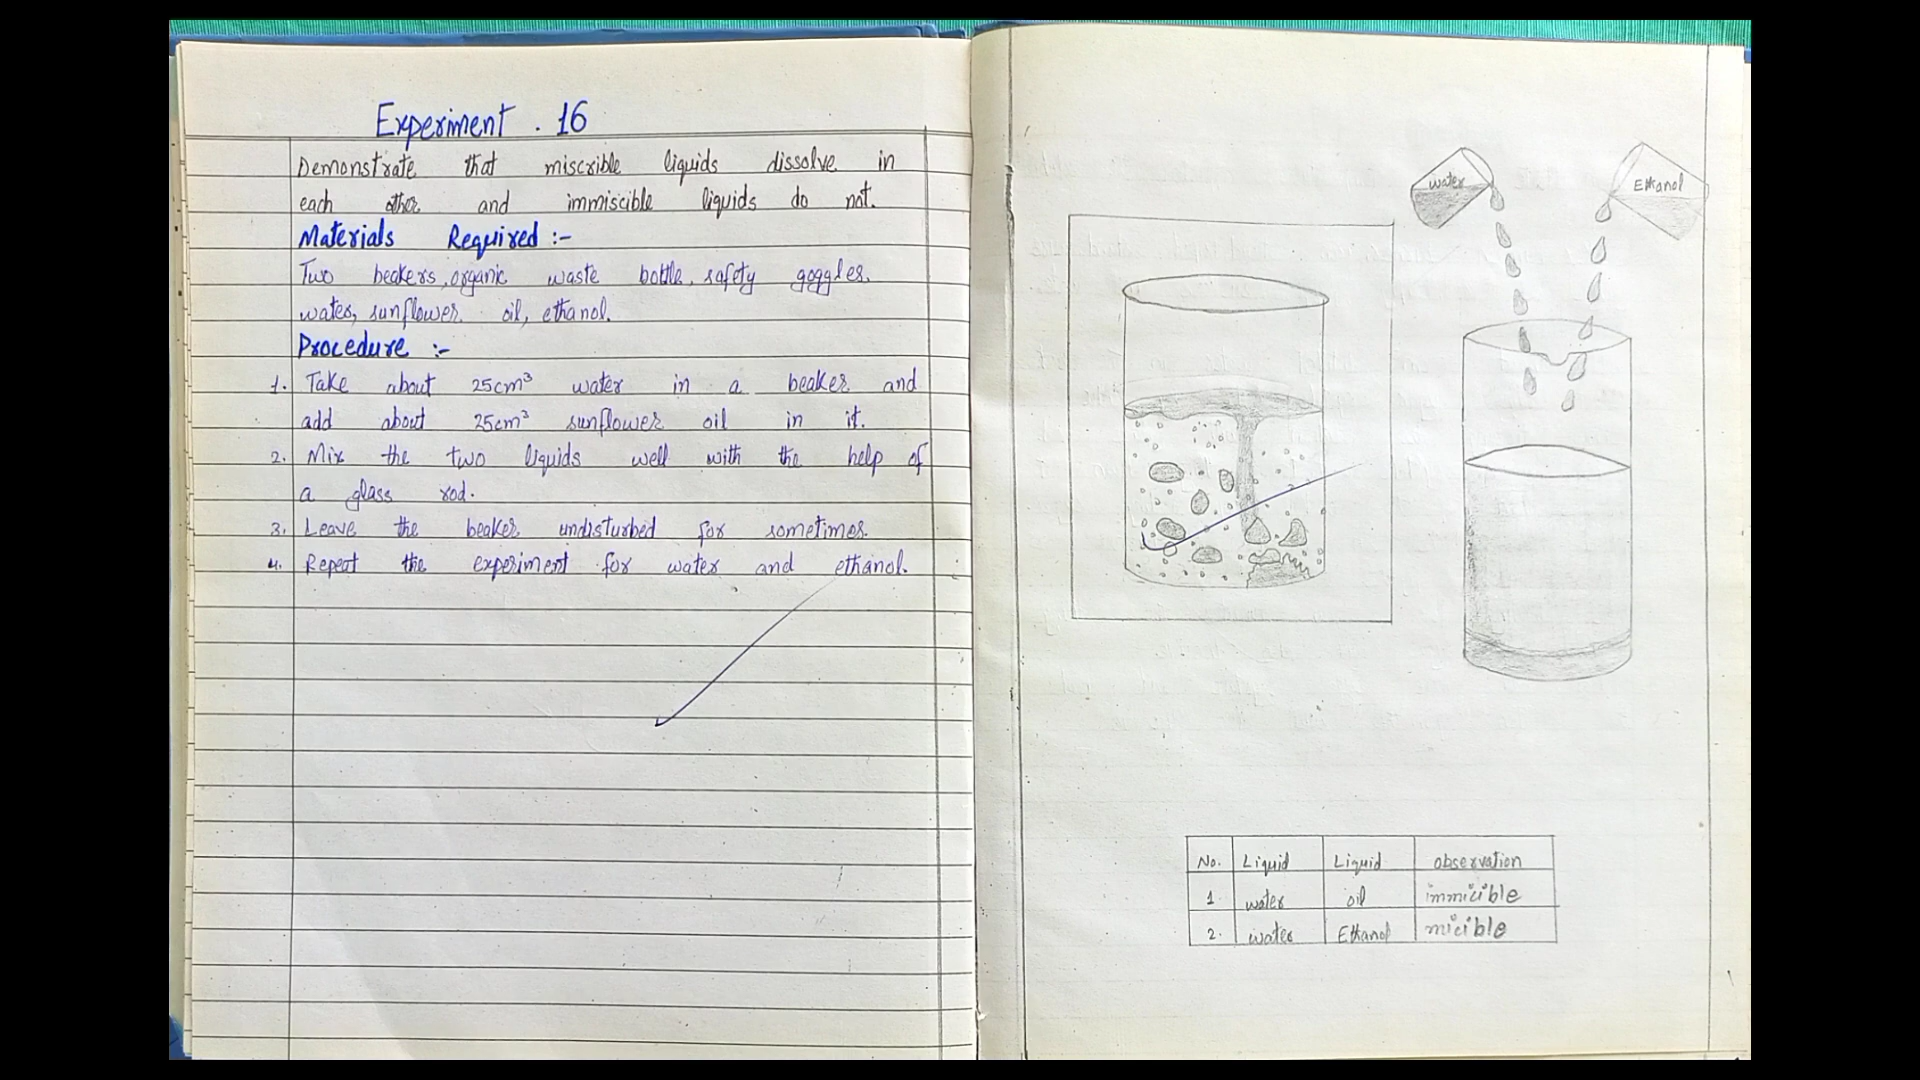 Experiment . 16
Demonstrate that miscrible liquids dissolve in
each other and immiscible liquids do not.
Materials Required :-
Two beakers, organic waste bottle, safety goggles.
water, sunflower oil, ethanol.
Procedure :-
1. Take about 25cm³ water in a beaker and
add about 25cm³ sunflower oil in it.
2. Mix the two liquids well with the help of
a glass rod.
3. Leave the beaker undisturbed for sometimes.
4. Repeat the experiment for water and ethanol.
water
Ethanol
No. Liquid Liquid observation
1. water oil immicible
2. water Ethanol micible